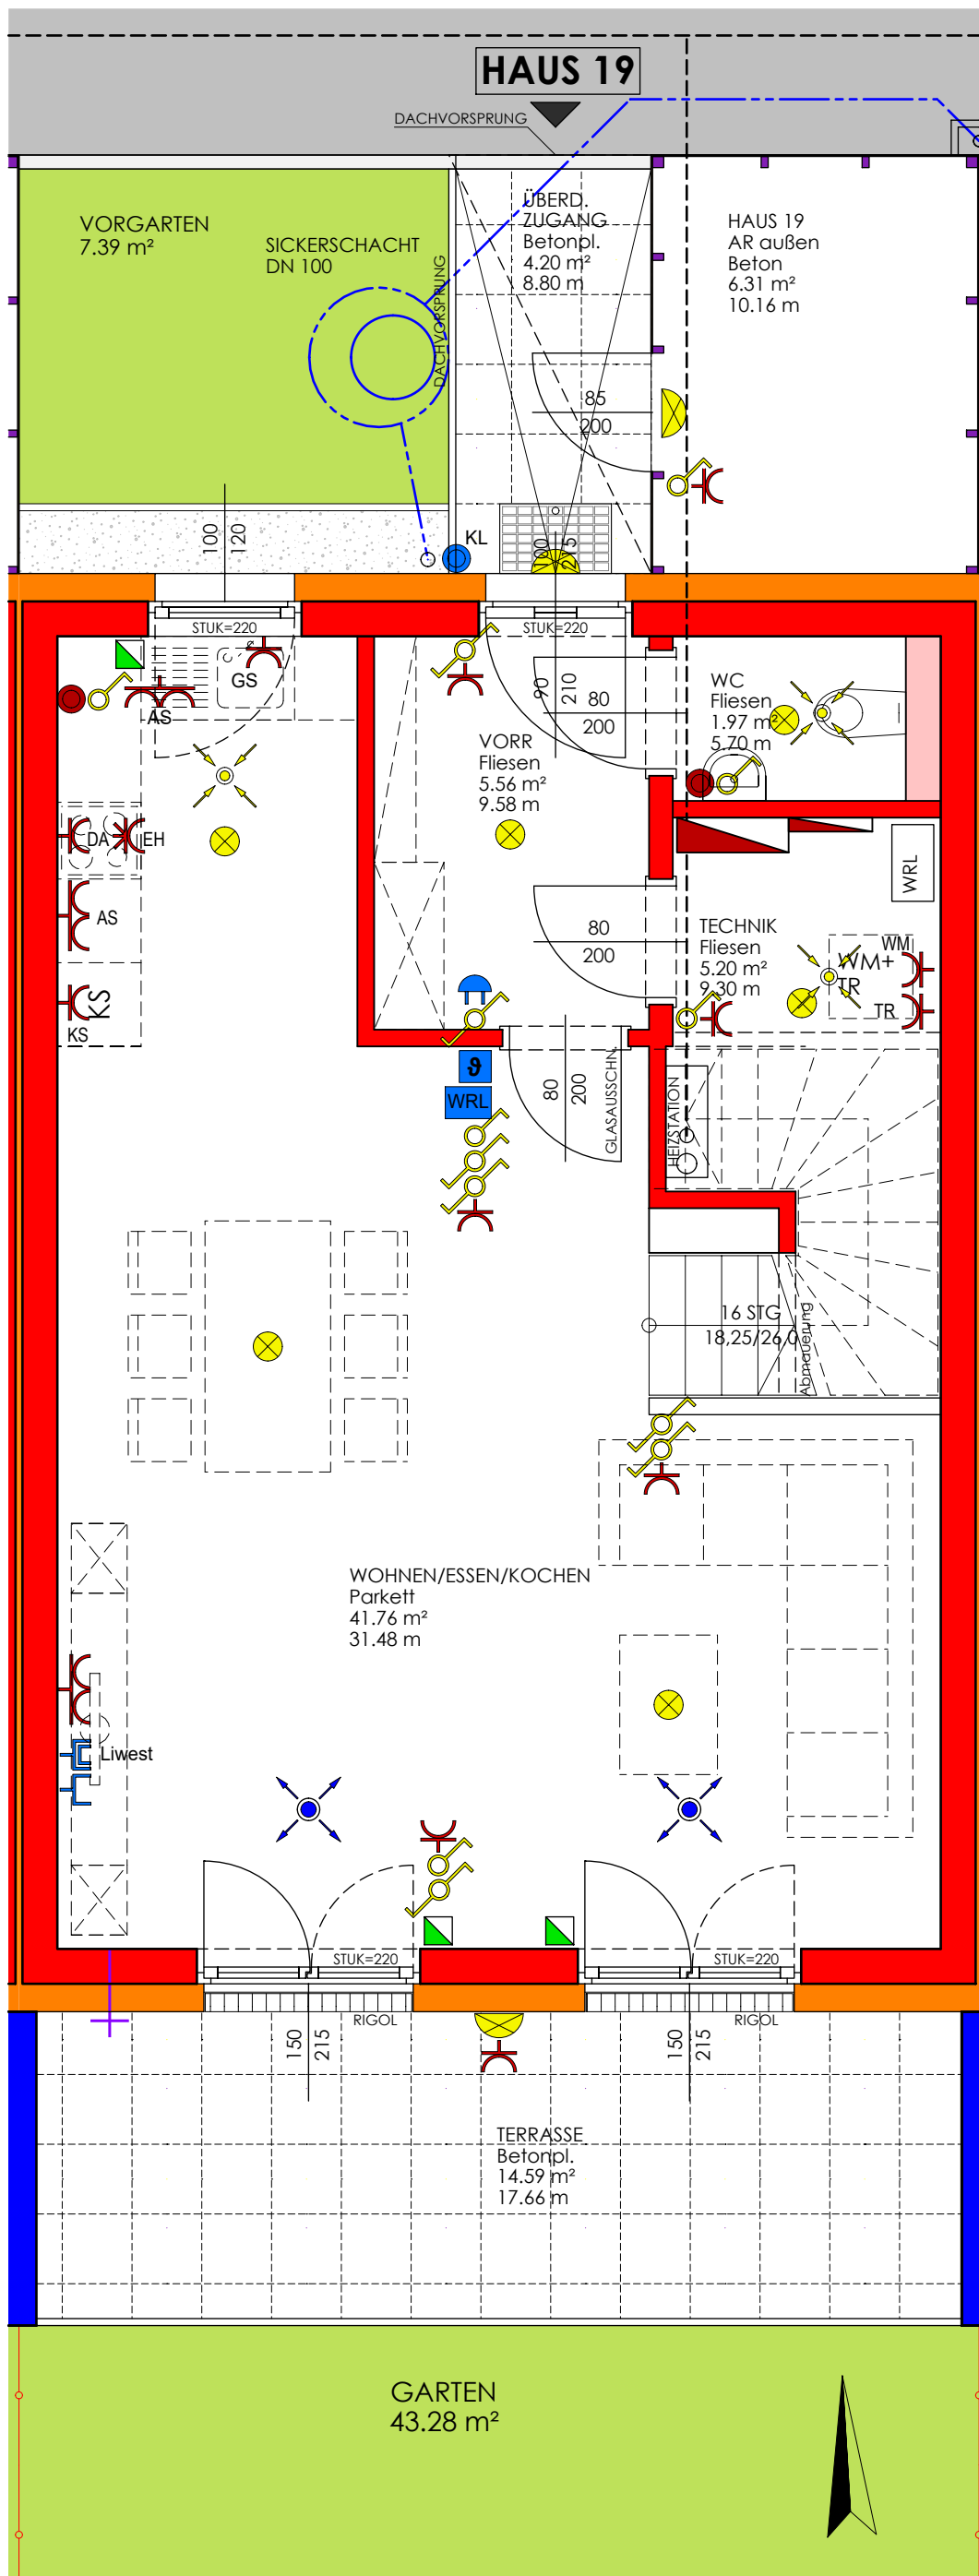 HAUS 19
DACHVORSPRUNG
VORGARTEN
7.39 m²
SICKERSCHACHT
DN 100
DACHVORSPRUNG
ÜBERD.
ZUGANG
Betonpl.
4.20 m²
8.80 m
HAUS 19
AR außen
Beton
6.31 m²
10.16 m
85
200
100
120
KL
100
215
STUK=220
STUK=220
GS
AS
90
210
80
200
WC
Fliesen
1.97 m²
5.70 m
VORR
Fliesen
5.56 m²
9.58 m
DA
EH
WRL
AS
80
200
TECHNIK
Fliesen
5.20 m²
9.30 m
WM
WM+
TR
TR
KS
KS
ϑ
WRL
80
200
GLASAUSSCHN.
HEIZSTATION
16 STG
18,25/26,0
Abmauerung
WOHNEN/ESSEN/KOCHEN
Parkett
41.76 m²
31.48 m
Liwest
STUK=220
STUK=220
RIGOL
RIGOL
150
215
150
215
TERRASSE
Betonpl.
14.59 m²
17.66 m
GARTEN
43.28 m²